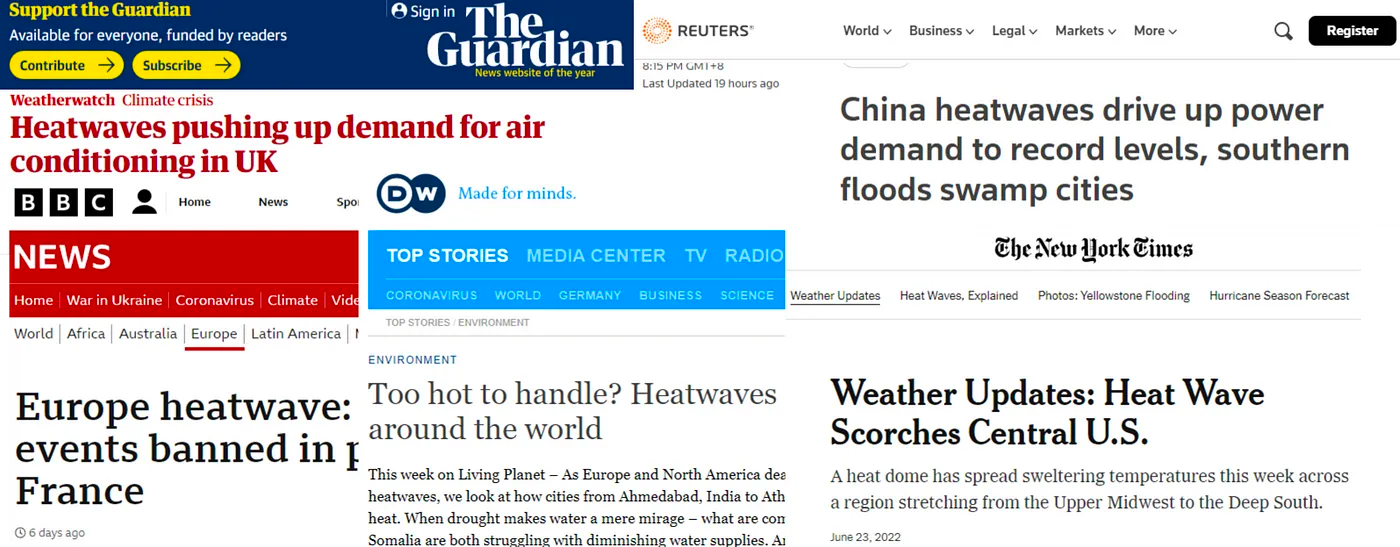 Support the Guardian
Available for everyone, funded by readers
Contribute
Subscribe
Sign in
The
Guardian
News website of the year
Weatherwatch Climate crisis
Heatwaves pushing up demand for air
conditioning in UK
REUTERS®
World
Business
Legal
Markets
More
Register
8:15 PM GMT+8
Last Updated 19 hours ago
China heatwaves drive up power
demand to record levels, southern
floods swamp cities
BBC
Home
News
Spo
NEWS
Home War in Ukraine Coronavirus Climate Vide
World Africa Australia Europe Latin America
Europe heatwave:
events banned in p
France
6 days ago
DW
Made for minds.
TOP STORIES MEDIA CENTER TV RADIO
CORONAVIRUS WORLD GERMANY BUSINESS SCIENCE
TOP STORIES / ENVIRONMENT
ENVIRONMENT
Too hot to handle? Heatwaves
around the world
This week on Living Planet – As Europe and North America dea
heatwaves, we look at how cities from Ahmedabad, India to Ath
heat. When drought makes water a mere mirage – what are com
Somalia are both struggling with diminishing water supplies. Ar
The New York Times
Weather Updates Heat Waves, Explained Photos: Yellowstone Flooding Hurricane Season Forecast
Weather Updates: Heat Wave
Scorches Central U.S.
A heat dome has spread sweltering temperatures this week across
a region stretching from the Upper Midwest to the Deep South.
June 23, 2022